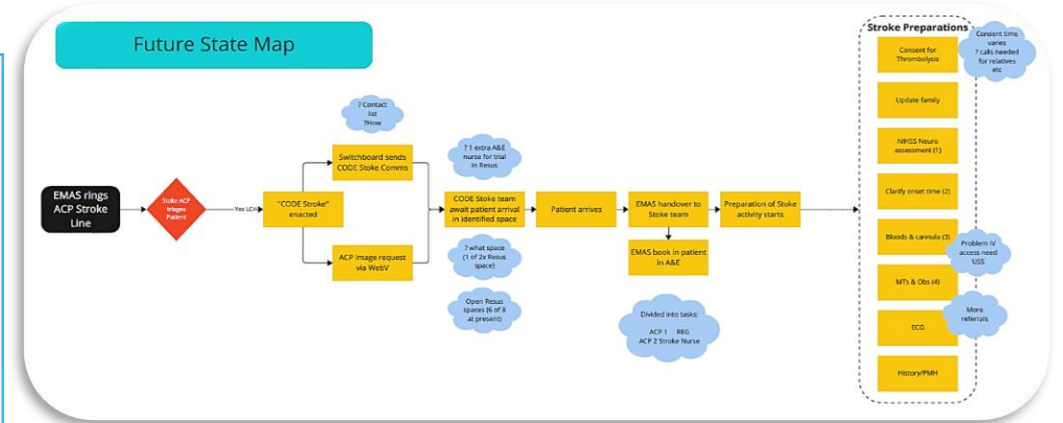 Future State Map
EMAS rings
ACP Stroke
Line
Stoke ACP
triages
Patient
Yes LCH
"CODE Stroke"
enacted
? Contact
list
?How
Switchboard sends
CODE Stoke Comms
ACP image request
via WebV
? 1 extra A&E
nurse for trial
in Resus
CODE Stoke team
await patient arrival
in identified space
? what space
(1 of 2x Resus
space)
Open Resus
spaces (6 of 8
at present)
Patient arrives
EMAS handover to
Stoke team
EMAS book in patient
in A&E
Divided into tasks:
ACP 1 REG
ACP 2 Stroke Nurse
Preparation of Stoke
activity starts
Stroke Preparations
Consent for
Thrombolysis
Consent time
varies
? calls needed
for relatives
etc
Update family
NIHSS Neuro
assessment (1)
Clarify onset time (2)
Bloods & cannula (3)
Problem IV
access need
USS
MTs & Obs (4)
More
referrals
ECG
History/PMH